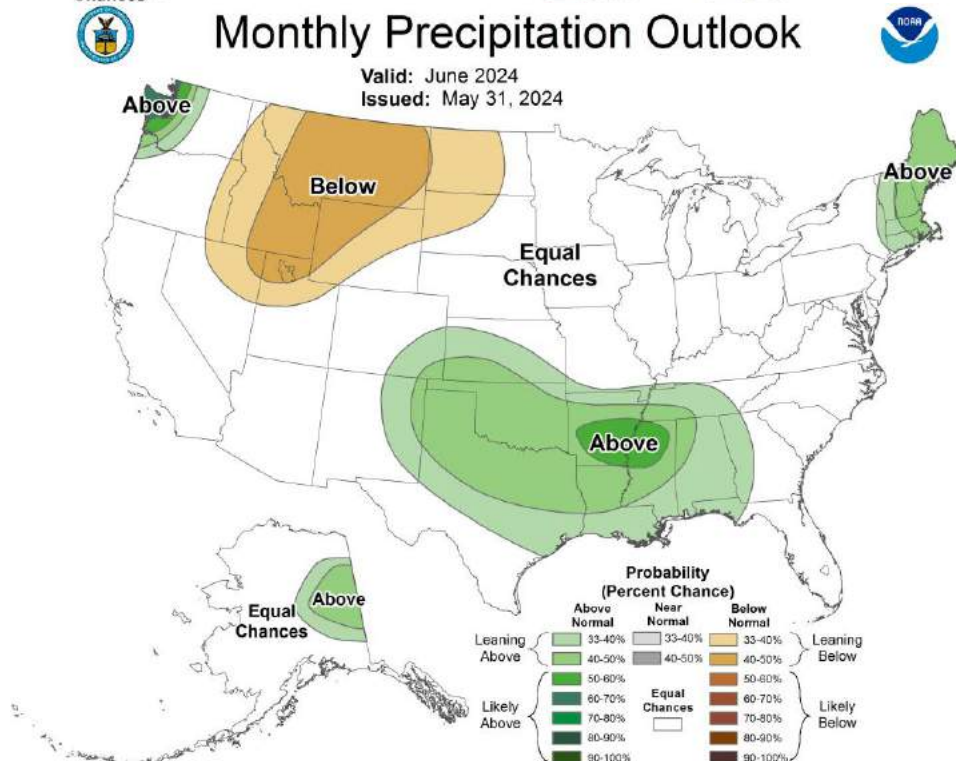 Monthly Precipitation Outlook
NOAA
Valid: June 2024
Issued: May 31, 2024
Above
Below
Above
Equal
Chances
Above
Equal
Chances
Above
Probability
(Percent Chance)
Above Normal
Near Normal
Below Normal
Leaning Above
33-40%
33-40%
33-40%
Leaning Below
40-50%
40-50%
40-50%
Likely Above
50-60%
60-70%
70-80%
80-90%
90-100%
Equal Chances
50-60%
60-70%
70-80%
80-90%
90-100%
Likely Below